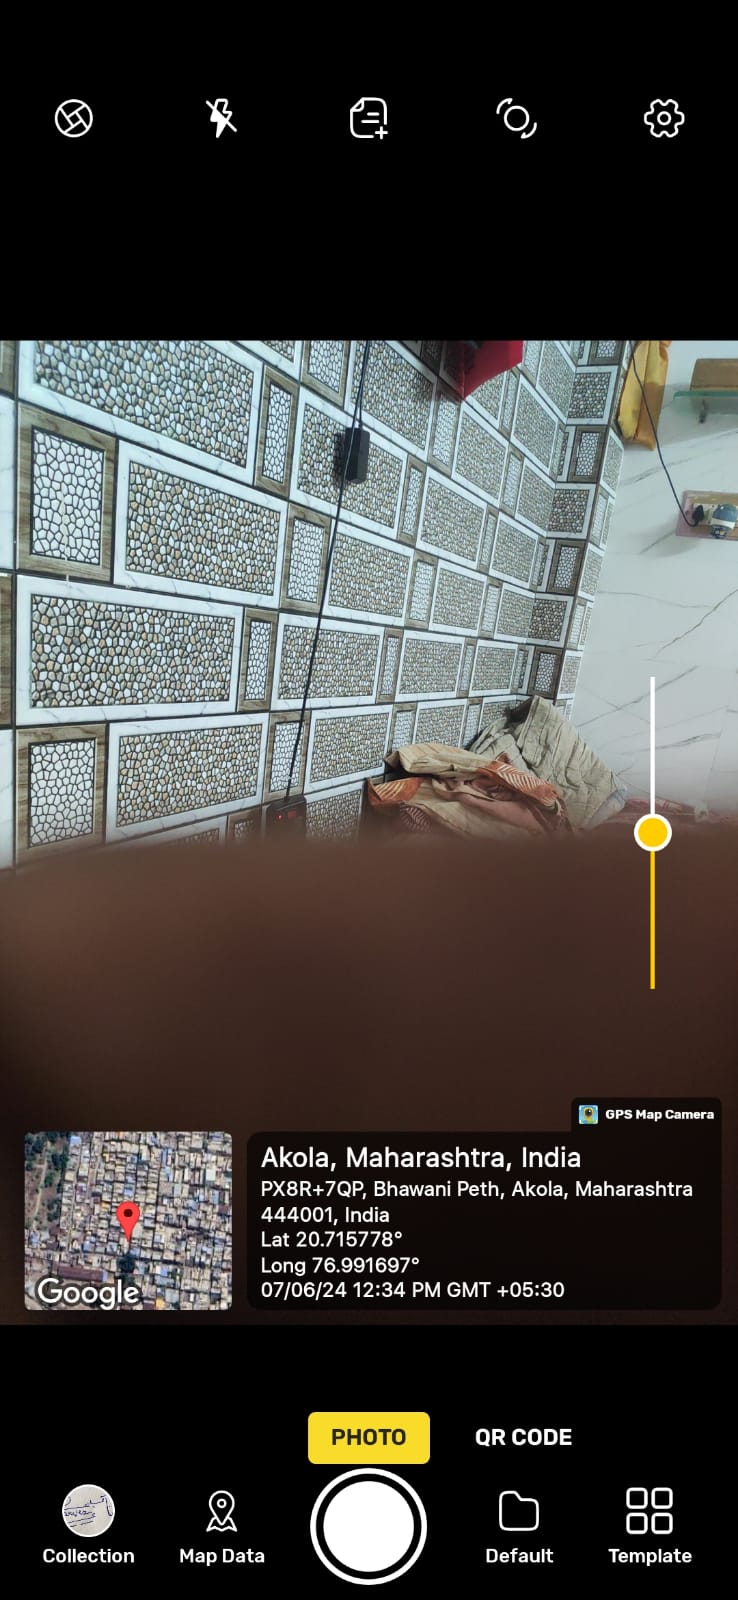 GPS Map Camera
Akola, Maharashtra, India
PX8R+7QP, Bhawani Peth, Akola, Maharashtra
444001, India
Lat 20.715778°
Long 76.991697°
07/06/24 12:34 PM GMT +05:30
Google
PHOTO
QR CODE
Collection
Map Data
Default
Template